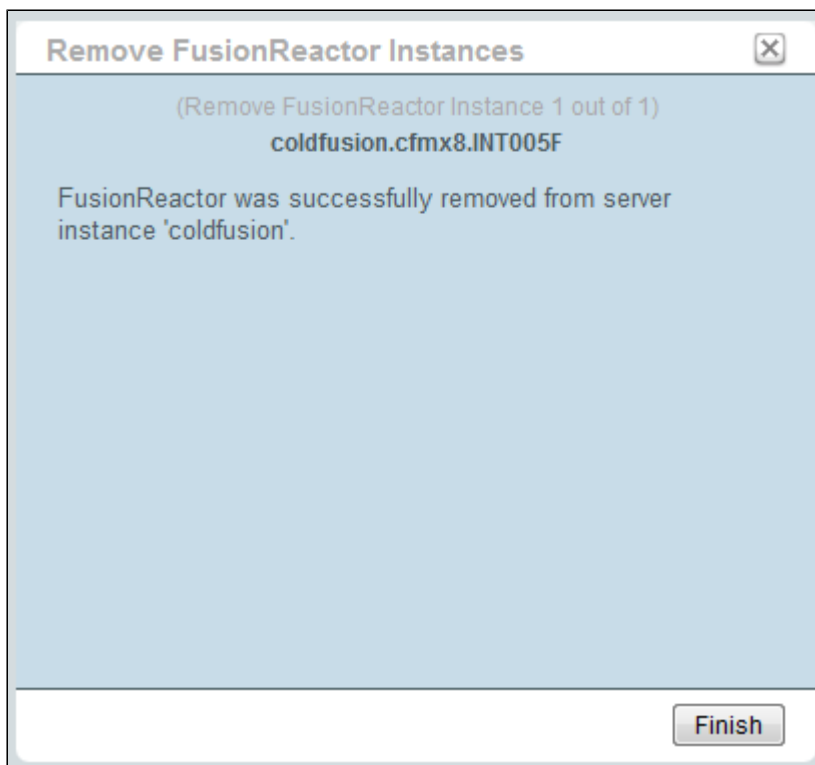 Remove FusionReactor Instances
(Remove FusionReactor Instance 1 out of 1)
coldfusion.cfmx8.INT005F
FusionReactor was successfully removed from server
instance 'coldfusion'.
Finish